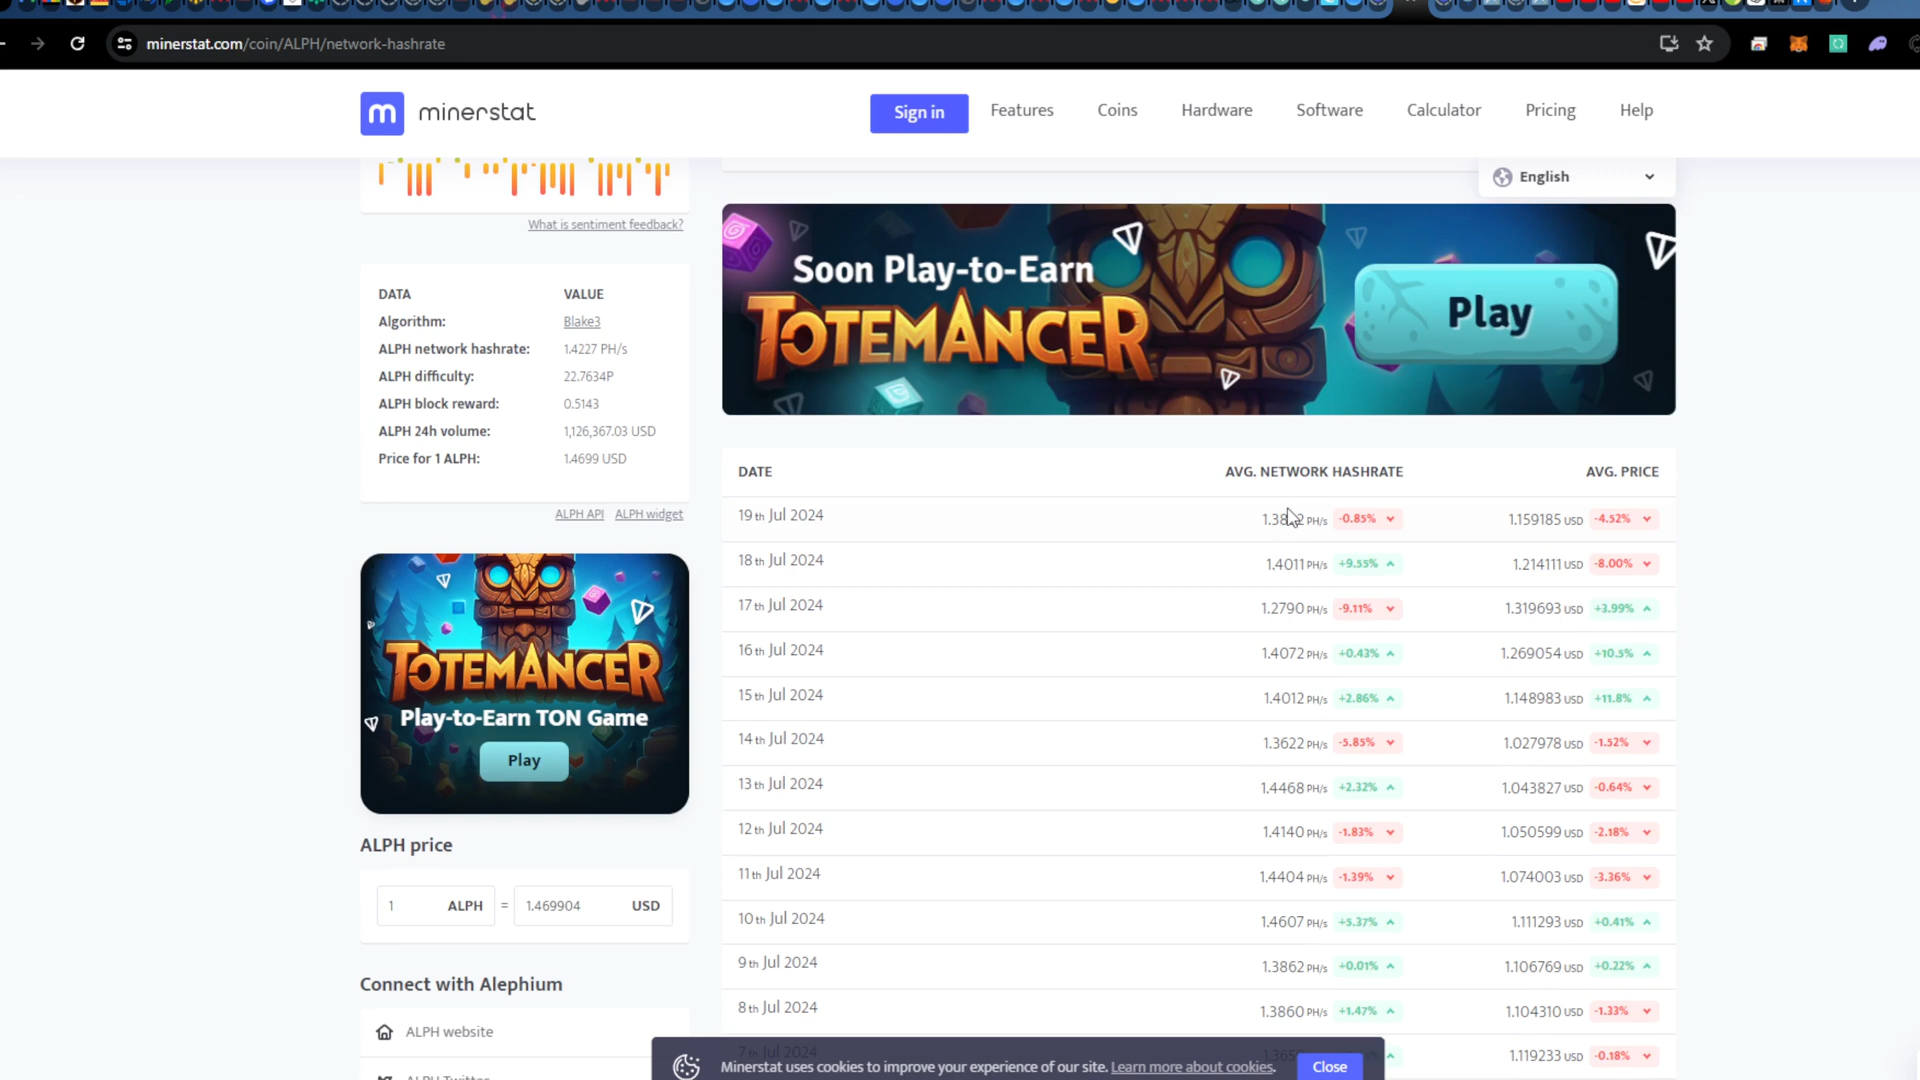 minerstat.com/coin/ALPH/network-hashrate
minerstat
Sign in
Features
Coins
Hardware
Software
Calculator
Pricing
Help
English
What is sentiment feedback?
DATA VALUE
Algorithm: Blake3
ALPH network hashrate: 1.4227 PH/s
ALPH difficulty: 22.7634P
ALPH block reward: 0.5143
ALPH 24h volume: 1,126,367.03 USD
Price for 1 ALPH: 1.4699 USD
ALPH API ALPH widget
TOTEMANCER
Play-to-Earn TON Game
Play
ALPH price
1 ALPH = 1.469904 USD
Connect with Alephium
ALPH website
ALPH Twitter
Soon Play-to-Earn
TOTEMANCER
Play
DATE AVG. NETWORK HASHRATE AVG. PRICE
19th Jul 2024 PH/s -0.85% 1.159185 USD -4.52%
18th Jul 2024 1.4011 PH/s +9.55% 1.214111 USD -8.00%
17th Jul 2024 1.2790 PH/s -9.11% 1.319693 USD +3.99%
16th Jul 2024 1.4072 PH/s +0.43% 1.269054 USD +10.5%
15th Jul 2024 1.4012 PH/s +2.86% 1.148983 USD +11.8%
14th Jul 2024 1.3622 PH/s -5.85% 1.027978 USD -1.52%
13th Jul 2024 1.4468 PH/s +2.32% 1.043827 USD -0.64%
12th Jul 2024 1.4140 PH/s -1.83% 1.050599 USD -2.18%
11th Jul 2024 1.4404 PH/s -1.39% 1.074003 USD -3.36%
10th Jul 2024 1.4607 PH/s +5.37% 1.111293 USD +0.41%
9th Jul 2024 1.3862 PH/s +0.01% 1.106769 USD +0.22%
8th Jul 2024 1.3860 PH/s +1.47% 1.104310 USD -1.33%
7th Jul 2024 1.119233 USD -0.18%
Minerstat uses cookies to improve your experience of our site. Learn more about cookies. Close